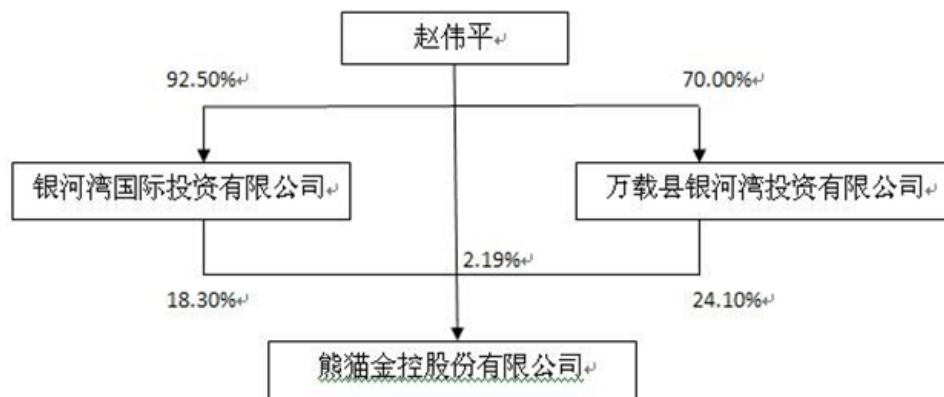 赵伟平
92.50%
70.00%
银河湾国际投资有限公司
万载县银河湾投资有限公司
2.19%
18.30%
24.10%
熊猫金控股份有限公司